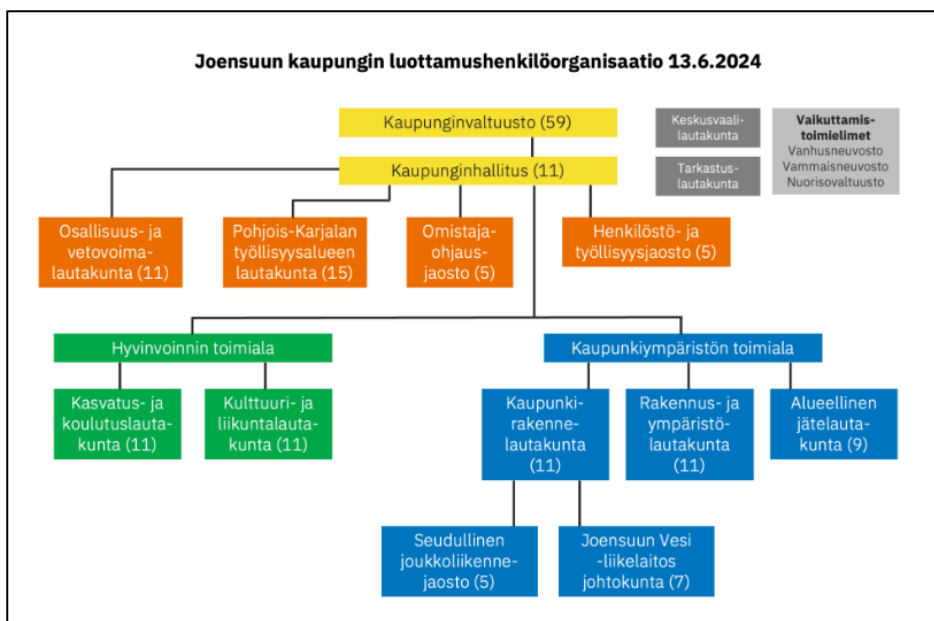 Joensuun kaupungin luottamushenkilöorganisaatio 13.6.2024
Kaupunginvaltuusto (59)
Kaupunginhallitus (11)
Keskusvaali-
lautakunta
Tarkastus-
lautakunta
Vaikuttamis-
toimielimet
Vanhusneuvosto
Vammaisneuvosto
Nuorisovaltuusto
Osallisuus- ja
vetovoima-
lautakunta (11)
Pohjois-Karjalan
työllisyysalueen
lautakunta (15)
Omistaja-
ohjaus-
jaosto (5)
Henkilöstö- ja
työllisyysjaosto (5)
Hyvinvoinnin toimiala
Kaupunkiympäristön toimiala
Kasvatus- ja
koulutuslauta-
kunta (11)
Kulttuuri- ja
liikuntalauta-
kunta (11)
Kaupunki-
rakenne-
lautakunta
(11)
Rakennus- ja
ympäristö-
lautakunta
(11)
Alueellinen
jätelauta-
kunta (9)
Seudullinen
joukkoliikenne-
jaosto (5)
Joensuun Vesi
-liikelaitos
johtokunta (7)